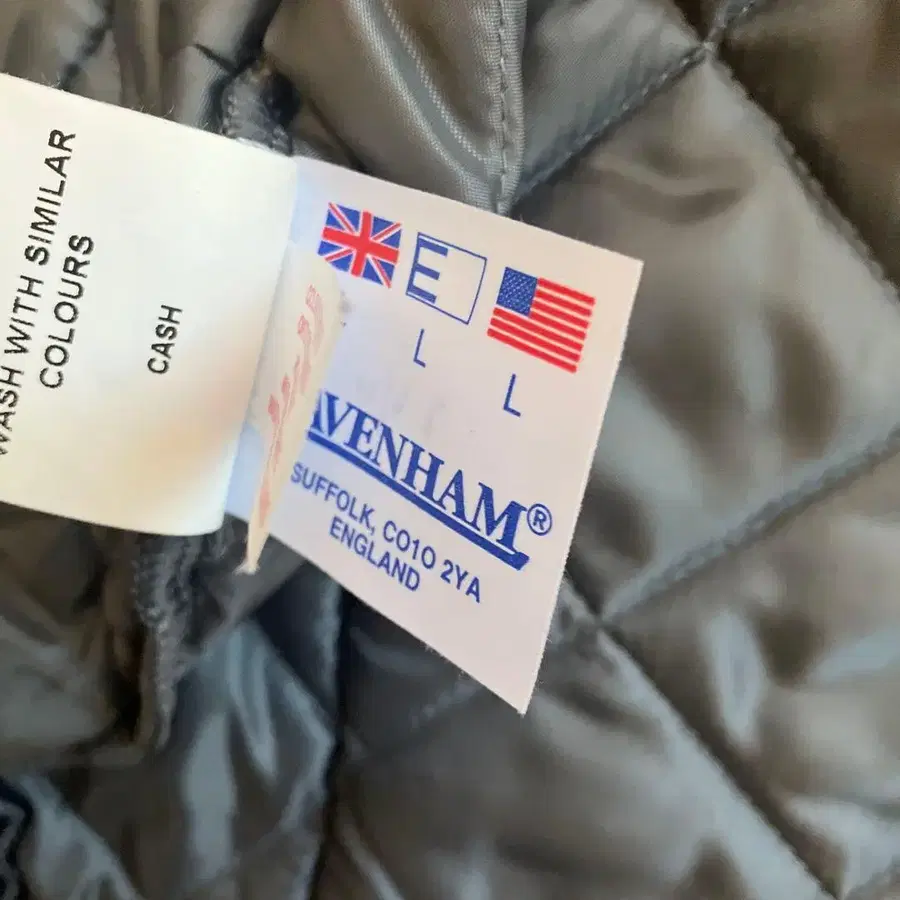 WASH WITH SIMILAR
COLOURS
CASH
E
L
L
AVENHAM®
SUFFOLK, CO10 2YA
ENGLAND